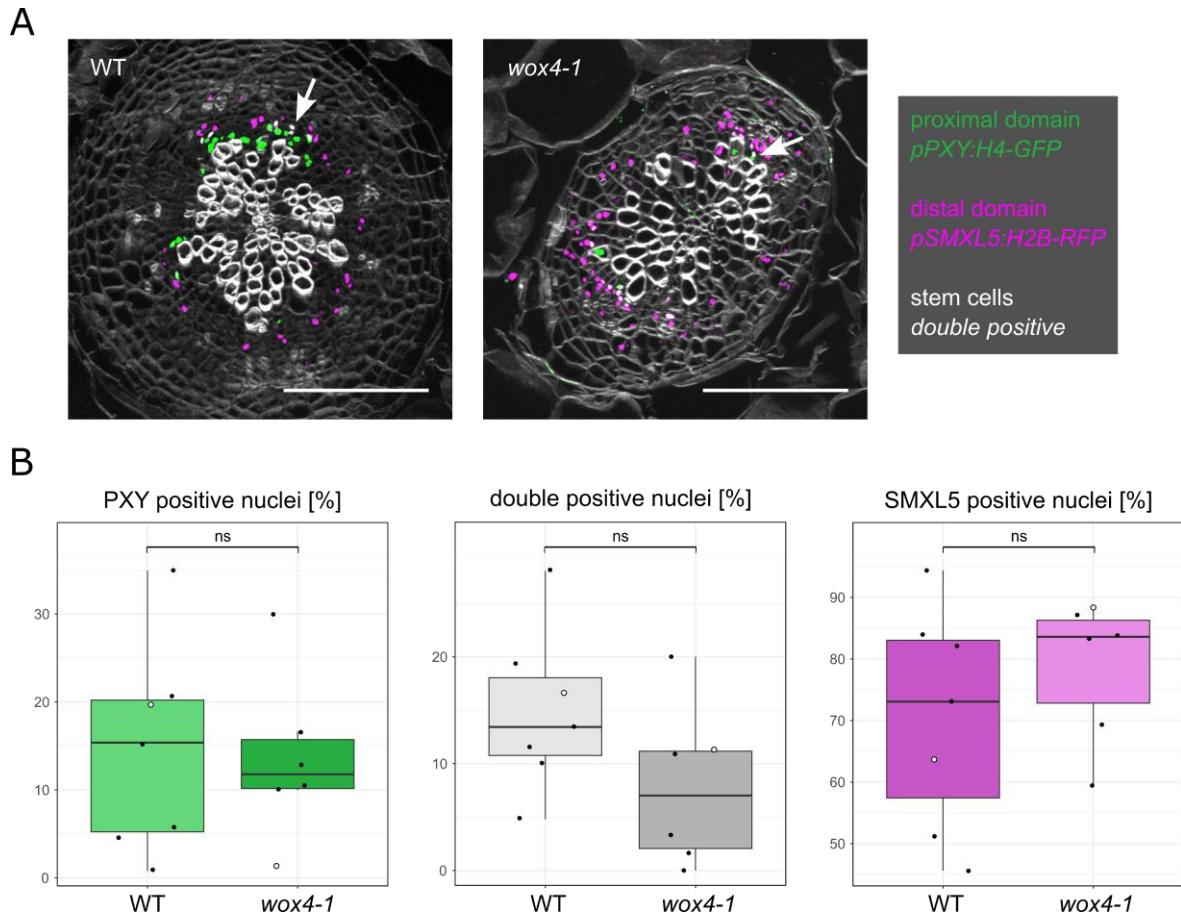 A
WT
wox4-1
proximal domain
pPXY:H4-GFP
distal domain
pSMXL5:H2B-RFP
stem cells
double positive
B
PXY positive nuclei [%]
ns
30
20
10
0
WT
wox4-1
double positive nuclei [%]
ns
20
10
0
WT
wox4-1
SMXL5 positive nuclei [%]
ns
90
80
70
60
50
WT
wox4-1